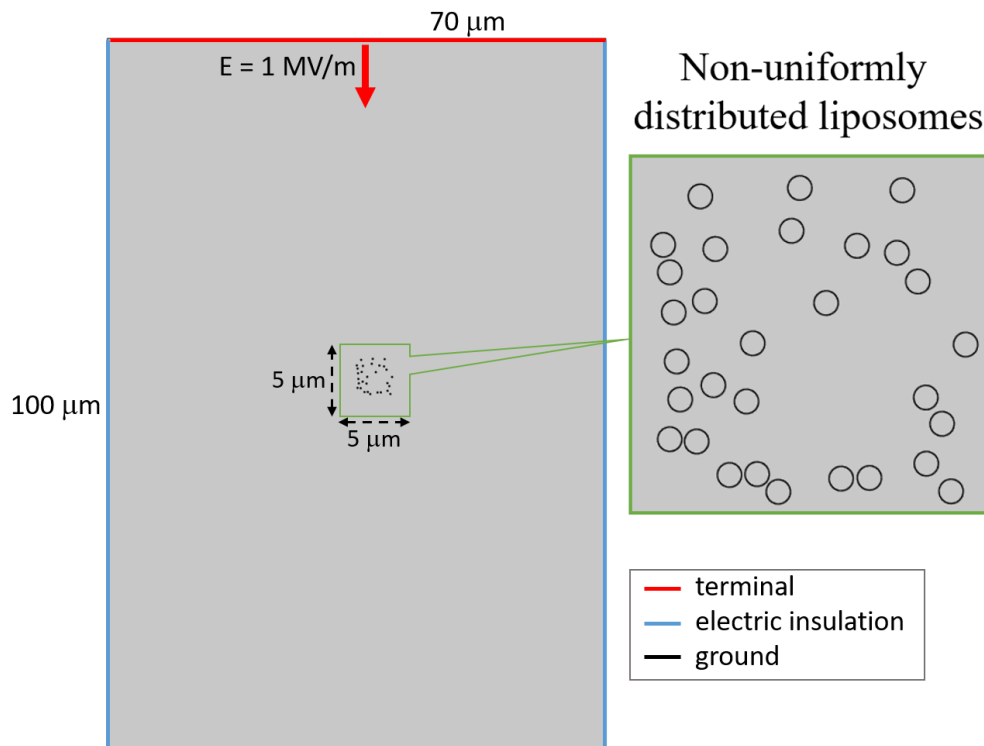 70 μm
E = 1 MV/m
Non-uniformly
distributed liposomes
5 μm
100 μm
5 μm
terminal
electric insulation
ground